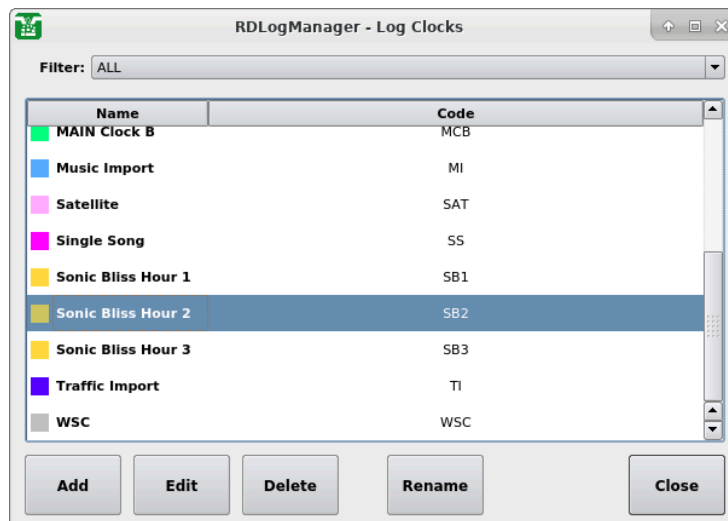 RDLogManager - Log Clocks
Filter: ALL
Name Code
MAIN Clock B MCB
Music Import MI
Satellite SAT
Single Song SS
Sonic Bliss Hour 1 SB1
Sonic Bliss Hour 2 SB2
Sonic Bliss Hour 3 SB3
Traffic Import TI
WSC WSC
Add Edit Delete Rename Close